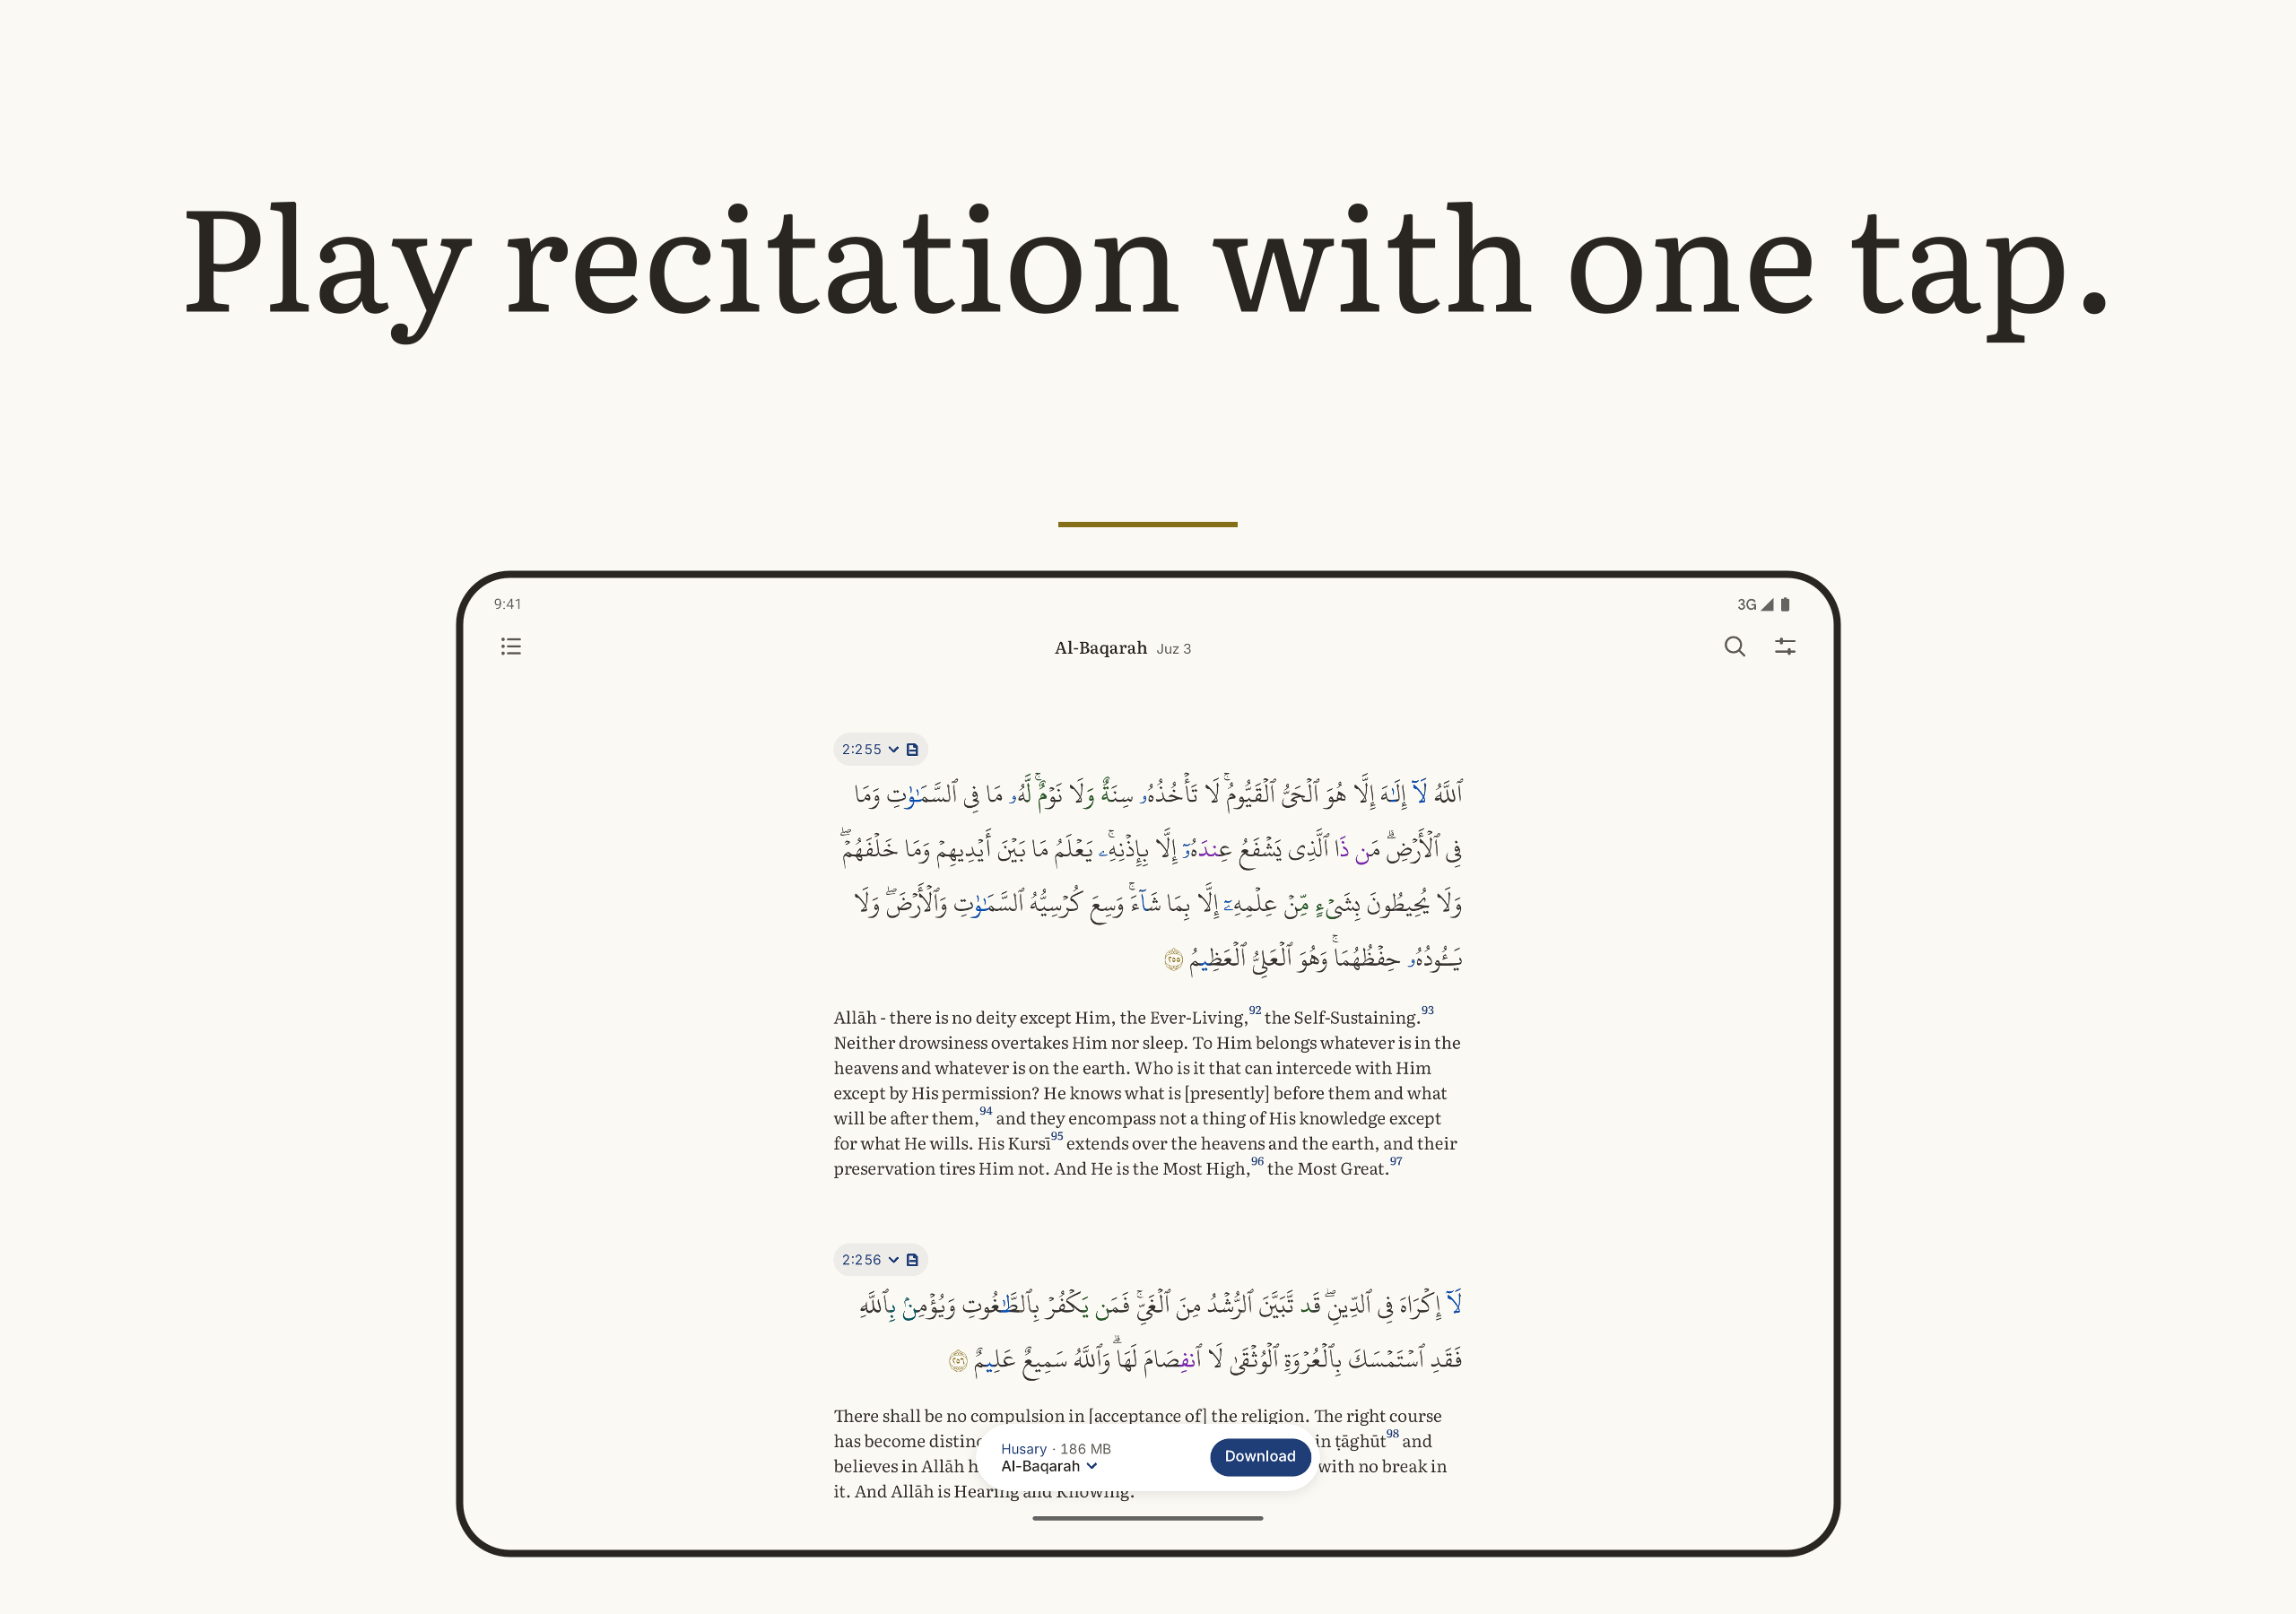 Play recitation with one tap.
9:41
3G
Al-Baqarah Juz 3
2:255
ٱللَّهُ لَآ إِلَـٰهَ إِلَّا هُوَ ٱلْحَىُّ ٱلْقَيُّومُ ۚ لَا تَأْخُذُهُۥ سِنَةٌ وَلَا نَوْمٌ ۚ لَّهُۥ مَا فِى ٱلسَّمَـٰوَٰتِ وَمَا
فِى ٱلْأَرْضِ ۗ مَن ذَا ٱلَّذِى يَشْفَعُ عِندَهُۥٓ إِلَّا بِإِذْنِهِۦ ۚ يَعْلَمُ مَا بَيْنَ أَيْدِيهِمْ وَمَا خَلْفَهُمْ ۖ
وَلَا يُحِيطُونَ بِشَىْءٍ مِّنْ عِلْمِهِۦٓ إِلَّا بِمَا شَآءَ ۚ وَسِعَ كُرْسِيُّهُ ٱلسَّمَـٰوَٰتِ وَٱلْأَرْضَ ۖ وَلَا
يَـُٔودُهُۥ حِفْظُهُمَا ۚ وَهُوَ ٱلْعَلِىُّ ٱلْعَظِيمُ ٢٥٥
Allāh - there is no deity except Him, the Ever-Living,92 the Self-Sustaining.93
Neither drowsiness overtakes Him nor sleep. To Him belongs whatever is in the
heavens and whatever is on the earth. Who is it that can intercede with Him
except by His permission? He knows what is [presently] before them and what
will be after them,94 and they encompass not a thing of His knowledge except
for what He wills. His Kursī95 extends over the heavens and the earth, and their
preservation tires Him not. And He is the Most High,96 the Most Great.97
2:256
لَآ إِكْرَاهَ فِى ٱلدِّينِ ۖ قَد تَّبَيَّنَ ٱلرُّشْدُ مِنَ ٱلْغَىِّ ۚ فَمَن يَكْفُرْ بِٱلطَّـٰغُوتِ وَيُؤْمِنۢ بِٱللَّهِ
فَقَدِ ٱسْتَمْسَكَ بِٱلْعُرْوَةِ ٱلْوُثْقَىٰ لَا ٱنفِصَامَ لَهَا ۗ وَٱللَّهُ سَمِيعٌ عَلِيمٌ ٢٥٦
There shall be no compulsion in [acceptance of] the religion. The right course
has become in ṭāghūt98 and
believes in Allāh with no break in
it. And Allāh is Hearing and Knowing.
Husary · 186 MB
Al-Baqarah
Download